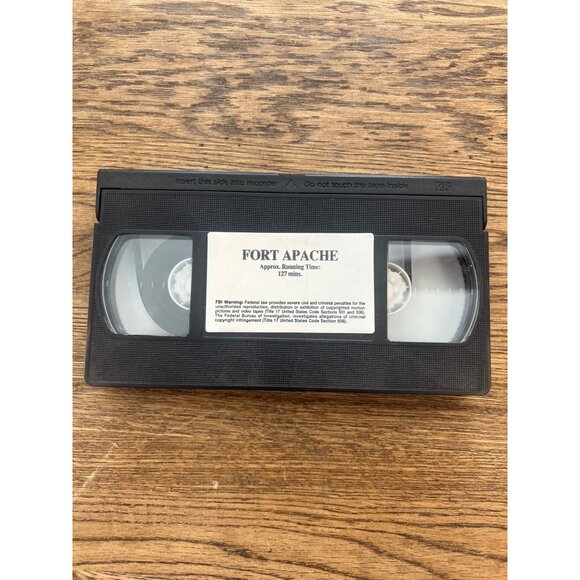 Insert this side into recorder △ Do not touch the tape inside
FORT APACHE
Approx. Running Time:
127 mins.
FBI Warning: Federal law provides severe civil and criminal penalties for the
unauthorized reproduction, distribution or exhibition of copyrighted motion
pictures and video tapes (Title 17 United States Code Sections 501 and 506).
The Federal Bureau of Investigation, investigates allegations of criminal
copyright infringement (Title 17 United States Code Section 506).